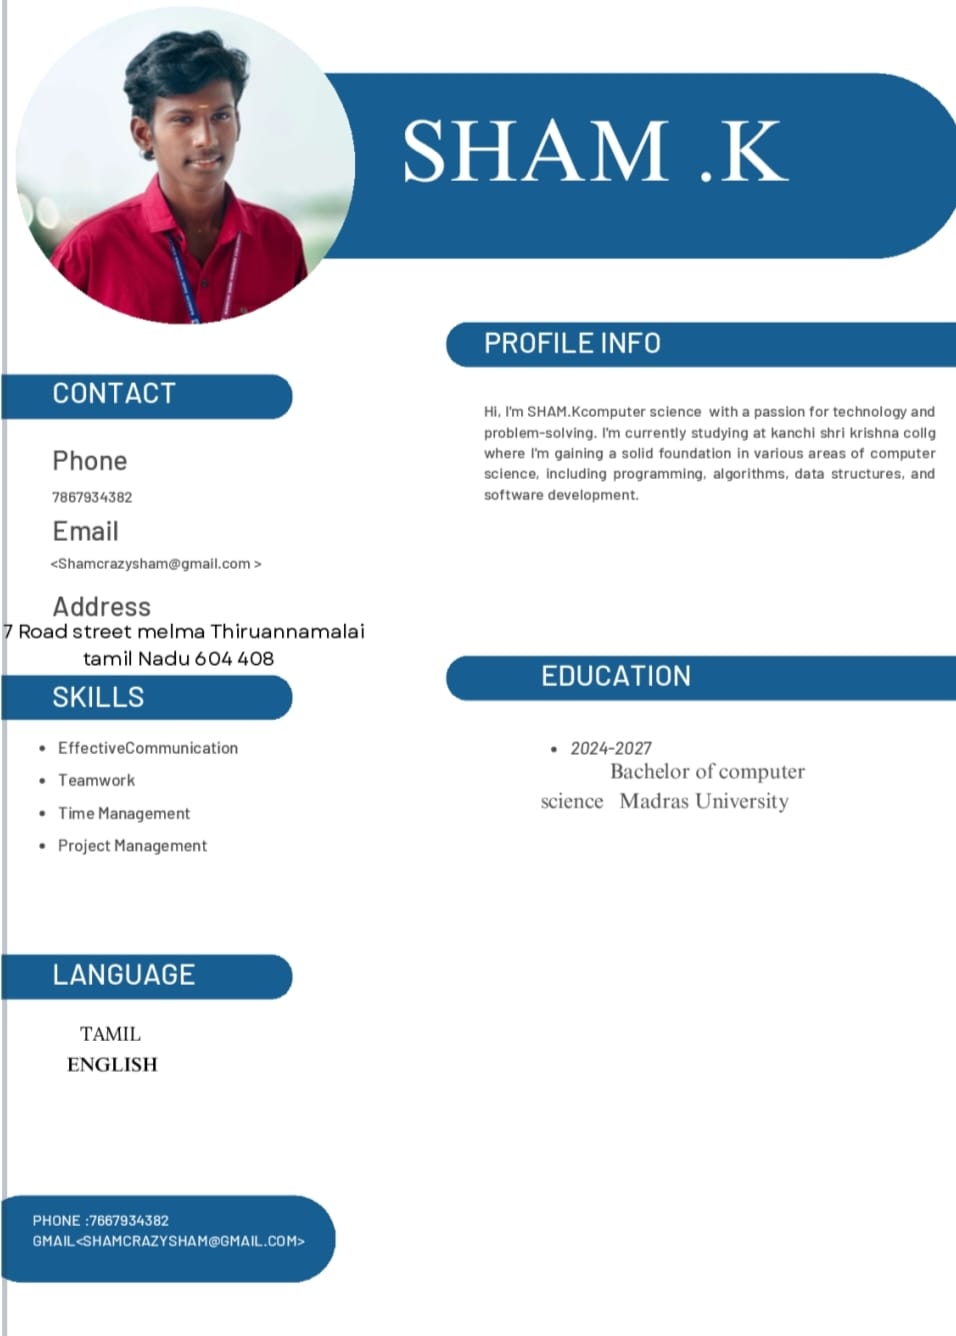 SHAM .K
CONTACT
Phone
7867934382
Email
<Shamcrazysham@gmail.com >
Address
7 Road street melma Thiruannamalai
tamil Nadu 604 408
SKILLS
• EffectiveCommunication
• Teamwork
• Time Management
• Project Management
LANGUAGE
TAMIL
ENGLISH
PHONE :7667934382
GMAIL<SHAMCRAZYSHAM@GMAIL.COM>
PROFILE INFO
Hi, I'm SHAM.Kcomputer science with a passion for technology and
problem-solving. I'm currently studying at kanchi shri krishna collg
where I'm gaining a solid foundation in various areas of computer
science, including programming, algorithms, data structures, and
software development.
EDUCATION
• 2024-2027
Bachelor of computer
science Madras University